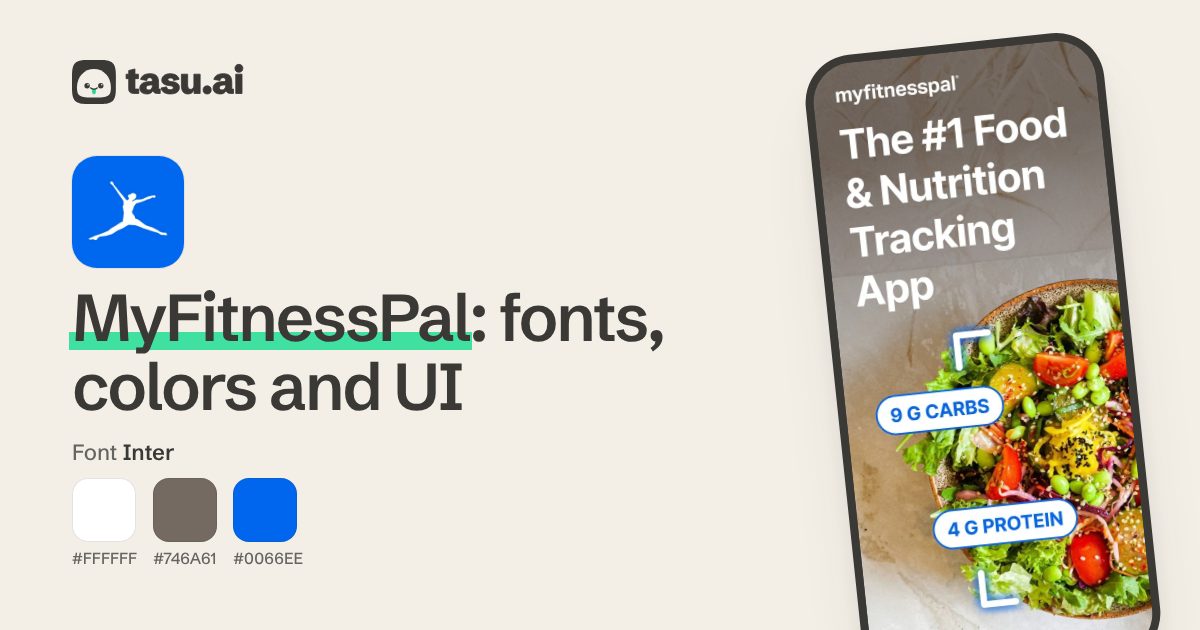 tasu.ai
MyFitnessPal: fonts,
colors and UI
Font Inter
#FFFFFF
#746A61
#0066EE
myfitnesspal
The #1 Food
& Nutrition
Tracking
App
9 G CARBS
4 G PROTEIN